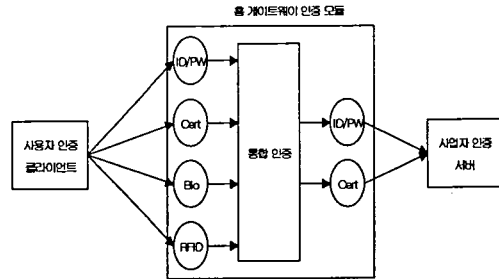 홈 게이트웨이 인증 모듈
ID/PW
Cert
Bio
RFID
사용자 인증
클라이언트
통합 인증
ID/PW
Cert
사업자 인증
서버